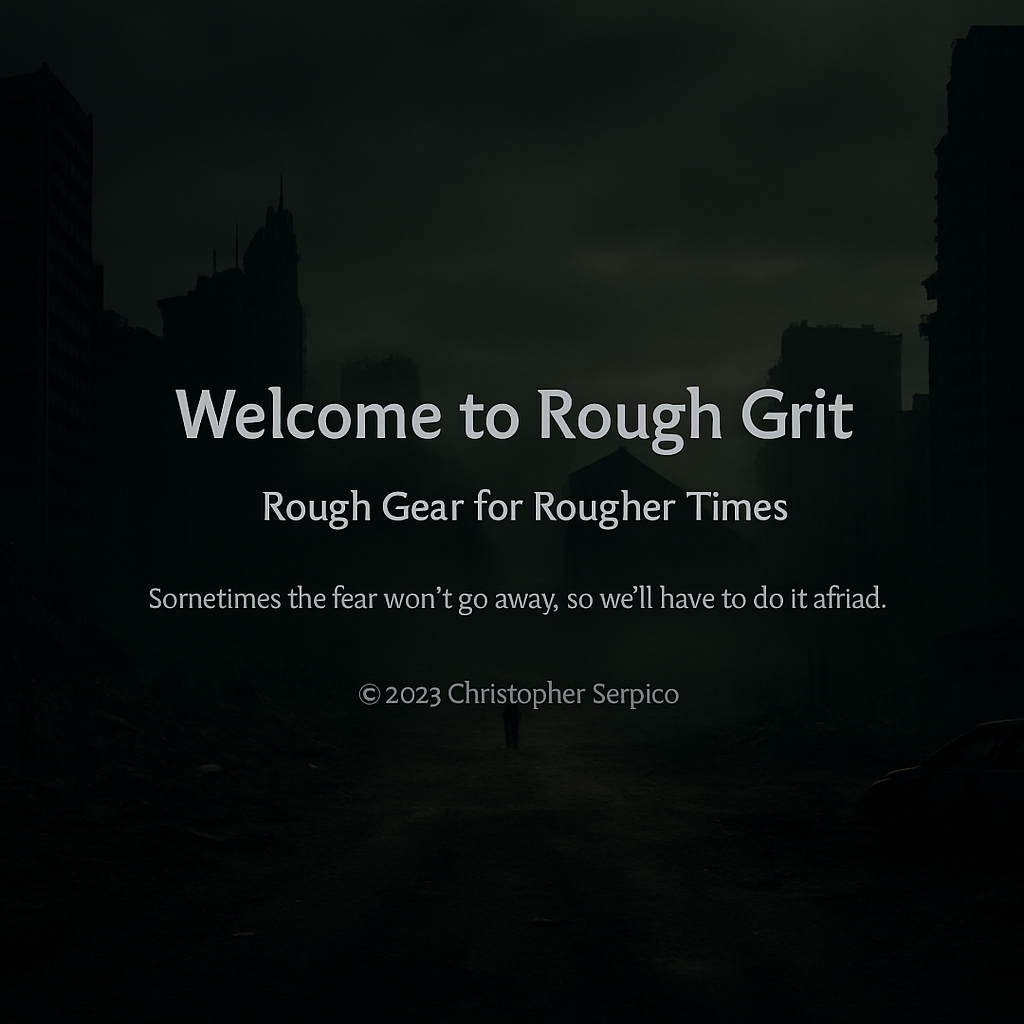 Welcome to Rough Grit
Rough Gear for Rougher Times
Sornetimes the fear won’t go away, so we’ll have to do it afriad.
© 2023 Christopher Serpico